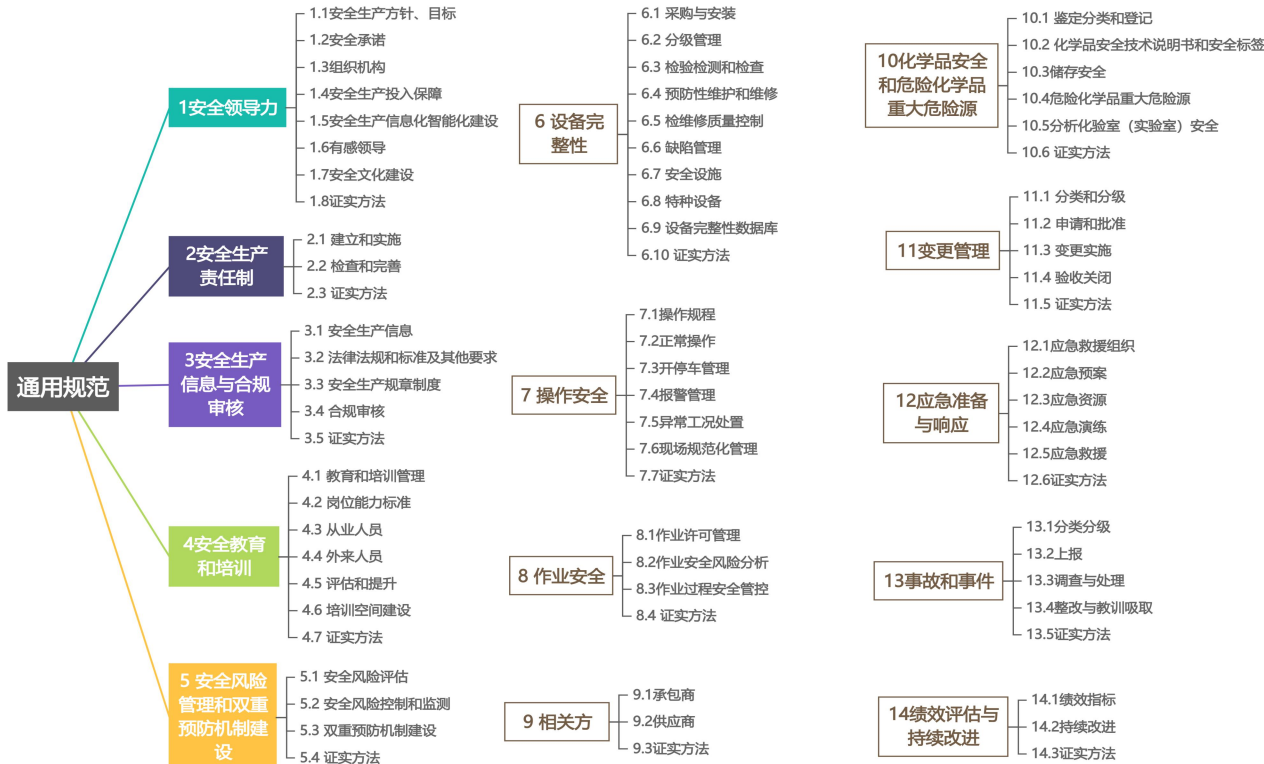 通用规范
1安全领导力
1.1安全生产方针、目标
1.2安全承诺
1.3组织机构
1.4安全生产投入保障
1.5安全生产信息化智能化建设
1.6有感领导
1.7安全文化建设
1.8证实方法
2安全生产
责任制
2.1 建立和实施
2.2 检查和完善
2.3 证实方法
3安全生产
信息与合规
审核
3.1 安全生产信息
3.2 法律法规和标准及其他要求
3.3 安全生产规章制度
3.4 合规审核
3.5 证实方法
4安全教育
和培训
4.1 教育和培训管理
4.2 岗位能力标准
4.3 从业人员
4.4 外来人员
4.5 评估和提升
4.6 培训空间建设
4.7 证实方法
5 安全风险
管理和双重
预防机制建
设
5.1 安全风险评估
5.2 安全风险控制和监测
5.3 双重预防机制建设
5.4 证实方法
6 设备完
整性
6.1 采购与安装
6.2 分级管理
6.3 检验检测和检查
6.4 预防性维护和维修
6.5 检维修质量控制
6.6 缺陷管理
6.7 安全设施
6.8 特种设备
6.9 设备完整性数据库
6.10 证实方法
7 操作安全
7.1操作规程
7.2正常操作
7.3开停车管理
7.4报警管理
7.5异常工况处置
7.6现场规范化管理
7.7证实方法
8 作业安全
8.1作业许可管理
8.2作业安全风险分析
8.3作业过程安全管控
8.4 证实方法
9 相关方
9.1承包商
9.2供应商
9.3证实方法
10化学品安全
和危险化学品
重大危险源
10.1 鉴定分类和登记
10.2 化学品安全技术说明书和安全标签
10.3储存安全
10.4危险化学品重大危险源
10.5分析化验室（实验室）安全
10.6 证实方法
11变更管理
11.1 分类和分级
11.2 申请和批准
11.3 变更实施
11.4 验收关闭
11.5 证实方法
12应急准备
与响应
12.1应急救援组织
12.2应急预案
12.3应急资源
12.4应急演练
12.5应急救援
12.6证实方法
13事故和事件
13.1分类分级
13.2上报
13.3调查与处理
13.4整改与教训吸取
13.5证实方法
14绩效评估与
持续改进
14.1绩效指标
14.2持续改进
14.3证实方法